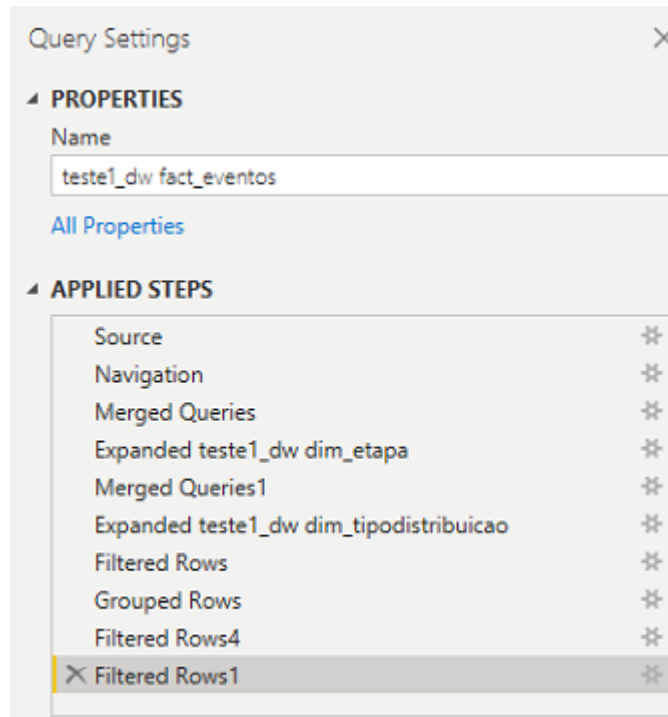 Query Settings
PROPERTIES
Name
teste1_dw fact_eventos
All Properties
APPLIED STEPS
Source
Navigation
Merged Queries
Expanded teste1_dw dim_etapa
Merged Queries1
Expanded teste1_dw dim_tipodistribuicao
Filtered Rows
Grouped Rows
Filtered Rows4
Filtered Rows1